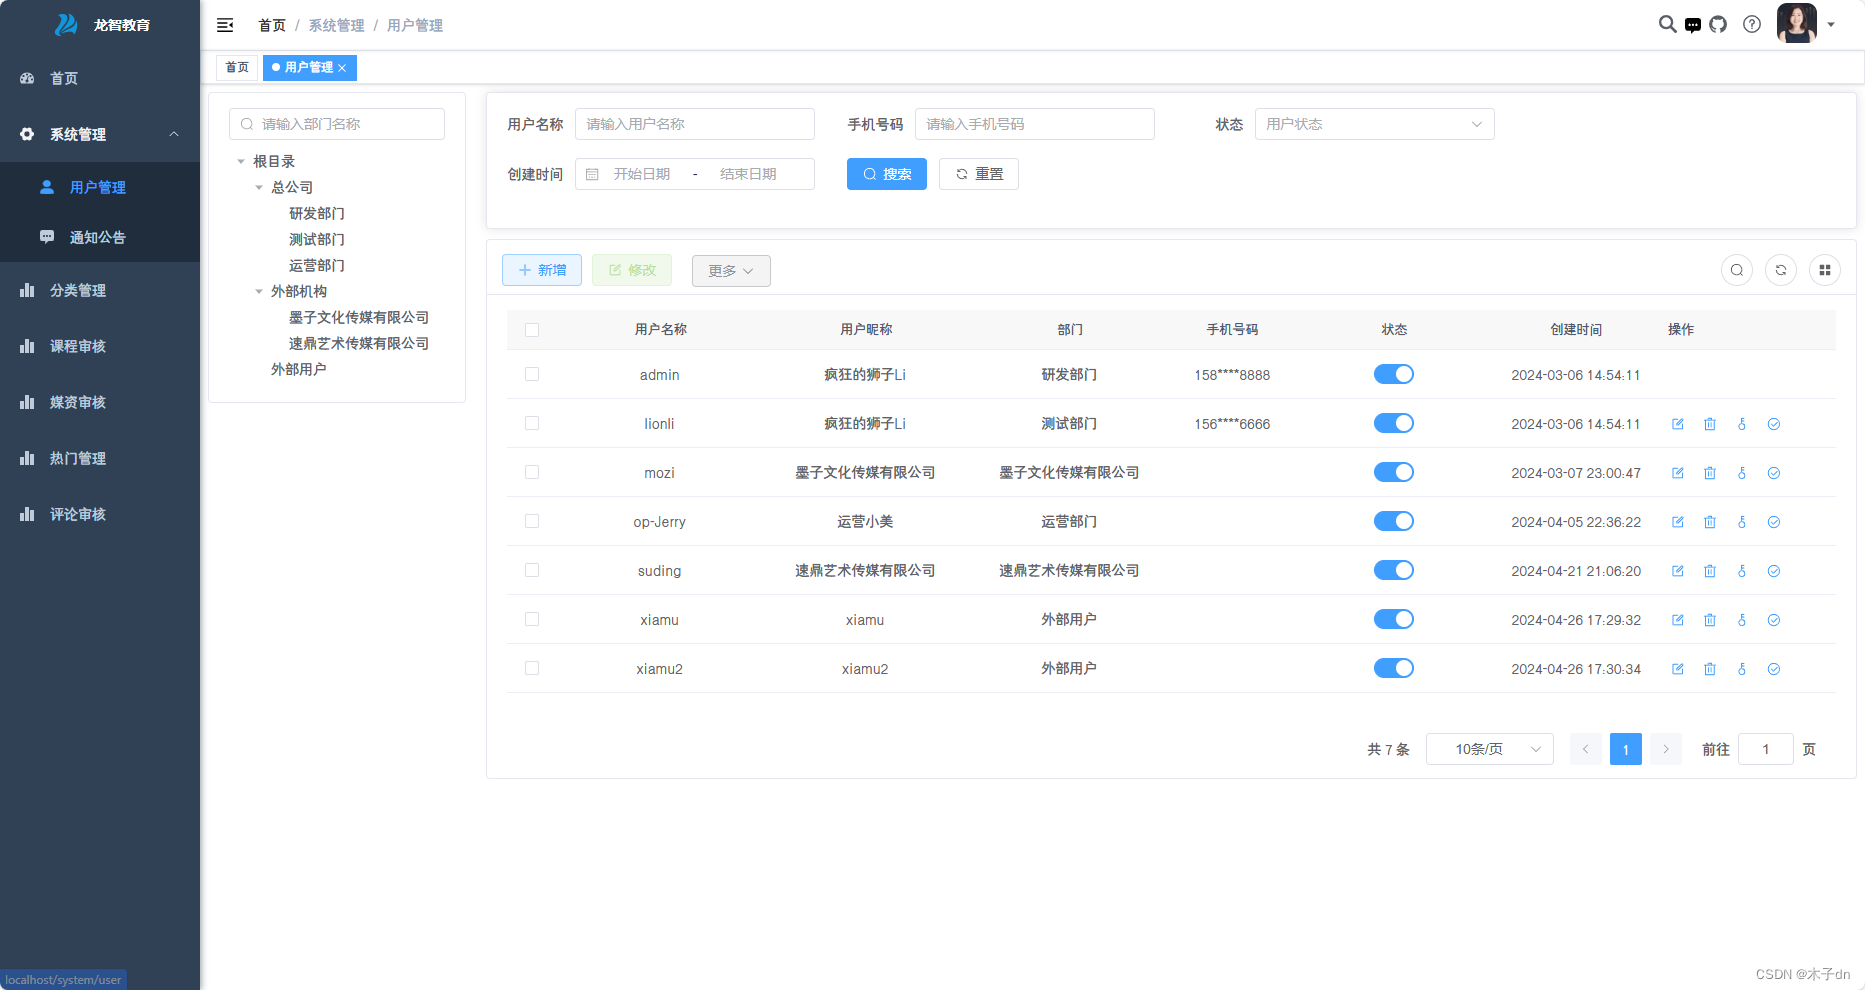 龙智教育
首页
系统管理
用户管理
通知公告
分类管理
课程审核
媒资审核
热门管理
评论审核
localhost/system/user
首页 / 系统管理 / 用户管理
首页
用户管理
请输入部门名称
根目录
总公司
研发部门
测试部门
运营部门
外部机构
墨子文化传媒有限公司
速鼎艺术传媒有限公司
外部用户
用户名称 请输入用户名称 手机号码 请输入手机号码 状态 用户状态
创建时间 开始日期 - 结束日期 搜索 重置
新增 修改 更多
用户名称 用户昵称 部门 手机号码 状态 创建时间 操作
admin 疯狂的狮子Li 研发部门 158****8888 2024-03-06 14:54:11
lionli 疯狂的狮子Li 测试部门 156****6666 2024-03-06 14:54:11
mozi 墨子文化传媒有限公司 墨子文化传媒有限公司 2024-03-07 23:00:47
op-Jerry 运营小美 运营部门 2024-04-05 22:36:22
suding 速鼎艺术传媒有限公司 速鼎艺术传媒有限公司 2024-04-21 21:06:20
xiamu xiamu 外部用户 2024-04-26 17:29:32
xiamu2 xiamu2 外部用户 2024-04-26 17:30:34
共 7 条 10条/页 1 前往 1 页
CSDN @木子dn